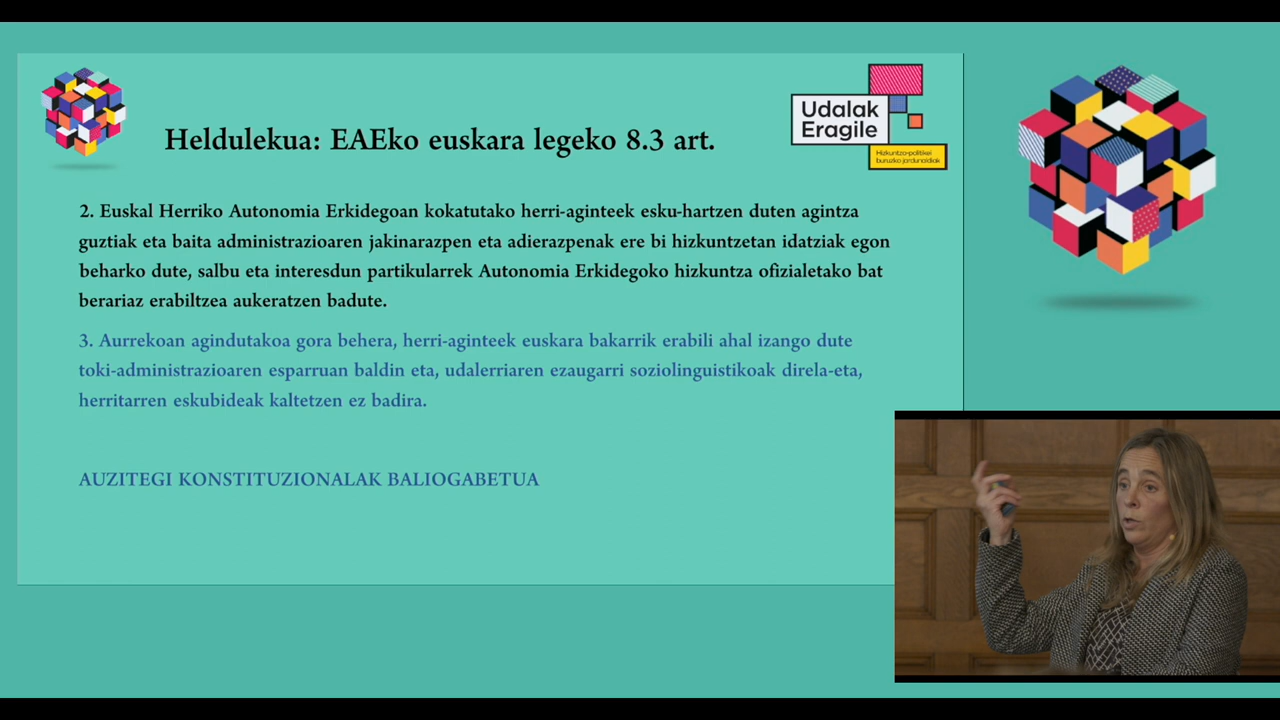 Heldulekua: EAEko euskara legeko 8.3 art.
Udalak
Eragile
Hizkuntza-politikei
buruzko jardunaldiak
2. Euskal Herriko Autonomia Erkidegoan kokatutako herri-aginteek esku-hartzen duten agintza
guztiak eta baita administrazioaren jakinarazpen eta adierazpenak ere bi hizkuntzetan idatziak egon
beharko dute, salbu eta interesdun partikularrek Autonomia Erkidegoko hizkuntza ofizialetako bat
berariaz erabiltzea aukeratzen badute.
3. Aurrekoan agindutakoa gora behera, herri-aginteek euskara bakarrik erabili ahal izango dute
toki-administrazioaren esparruan baldin eta, udalerriaren ezaugarri soziolinguistikoak direla-eta,
herritarren eskubideak kaltetzen ez badira.
AUZITEGI KONSTITUZIONALAK BALIOGABETUA